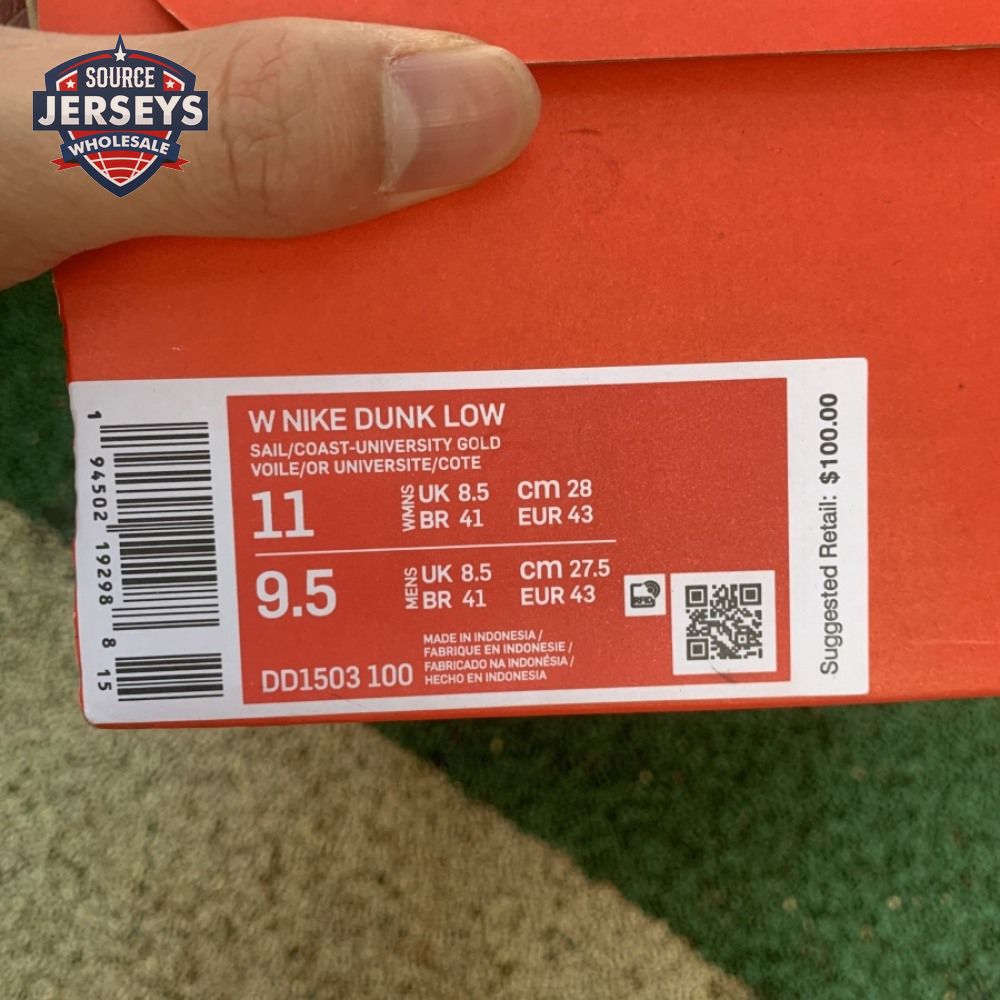 SOURCE
JERSEYS
WHOLESALE
W NIKE DUNK LOW
SAIL/COAST-UNIVERSITY GOLD
VOILE/OR UNIVERSITE/COTE
11 WMNS UK 8.5 cm 28
BR 41 EUR 43
9.5 MENS UK 8.5 cm 27.5
BR 41 EUR 43
MADE IN INDONESIA /
FABRIQUE EN INDONESIE /
FABRICADO NA INDONÉSIA /
HECHO EN INDONESIA
DD1503 100
1 94502 19298 8 15
Suggested Retail: $100.00